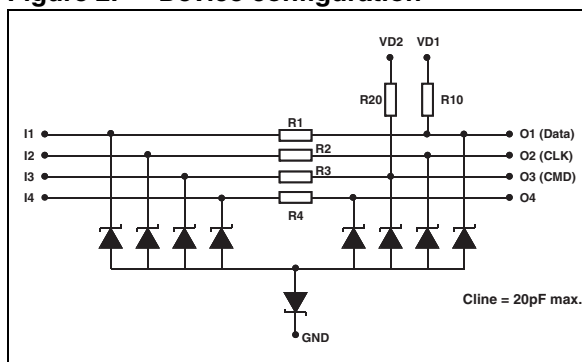 Figure 2. Device configuration
VD2 VD1
R20 R10
R1
I1 O1 (Data)
I2 R2 O2 (CLK)
I3 R3 O3 (CMD)
I4 O4
R4
Cline = 20pF max.
GND